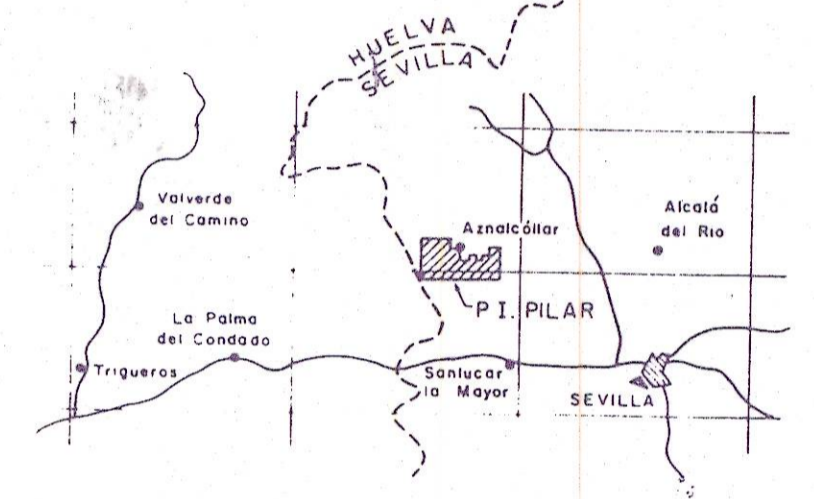 HUELVA
SEVILLA
Valverde
del Camino
Aznalcóllar
Alcalá
del Rio
P I. PILAR
La Palma
del Condado
Trigueros
Sanlucar
la Mayor
SEVILLA